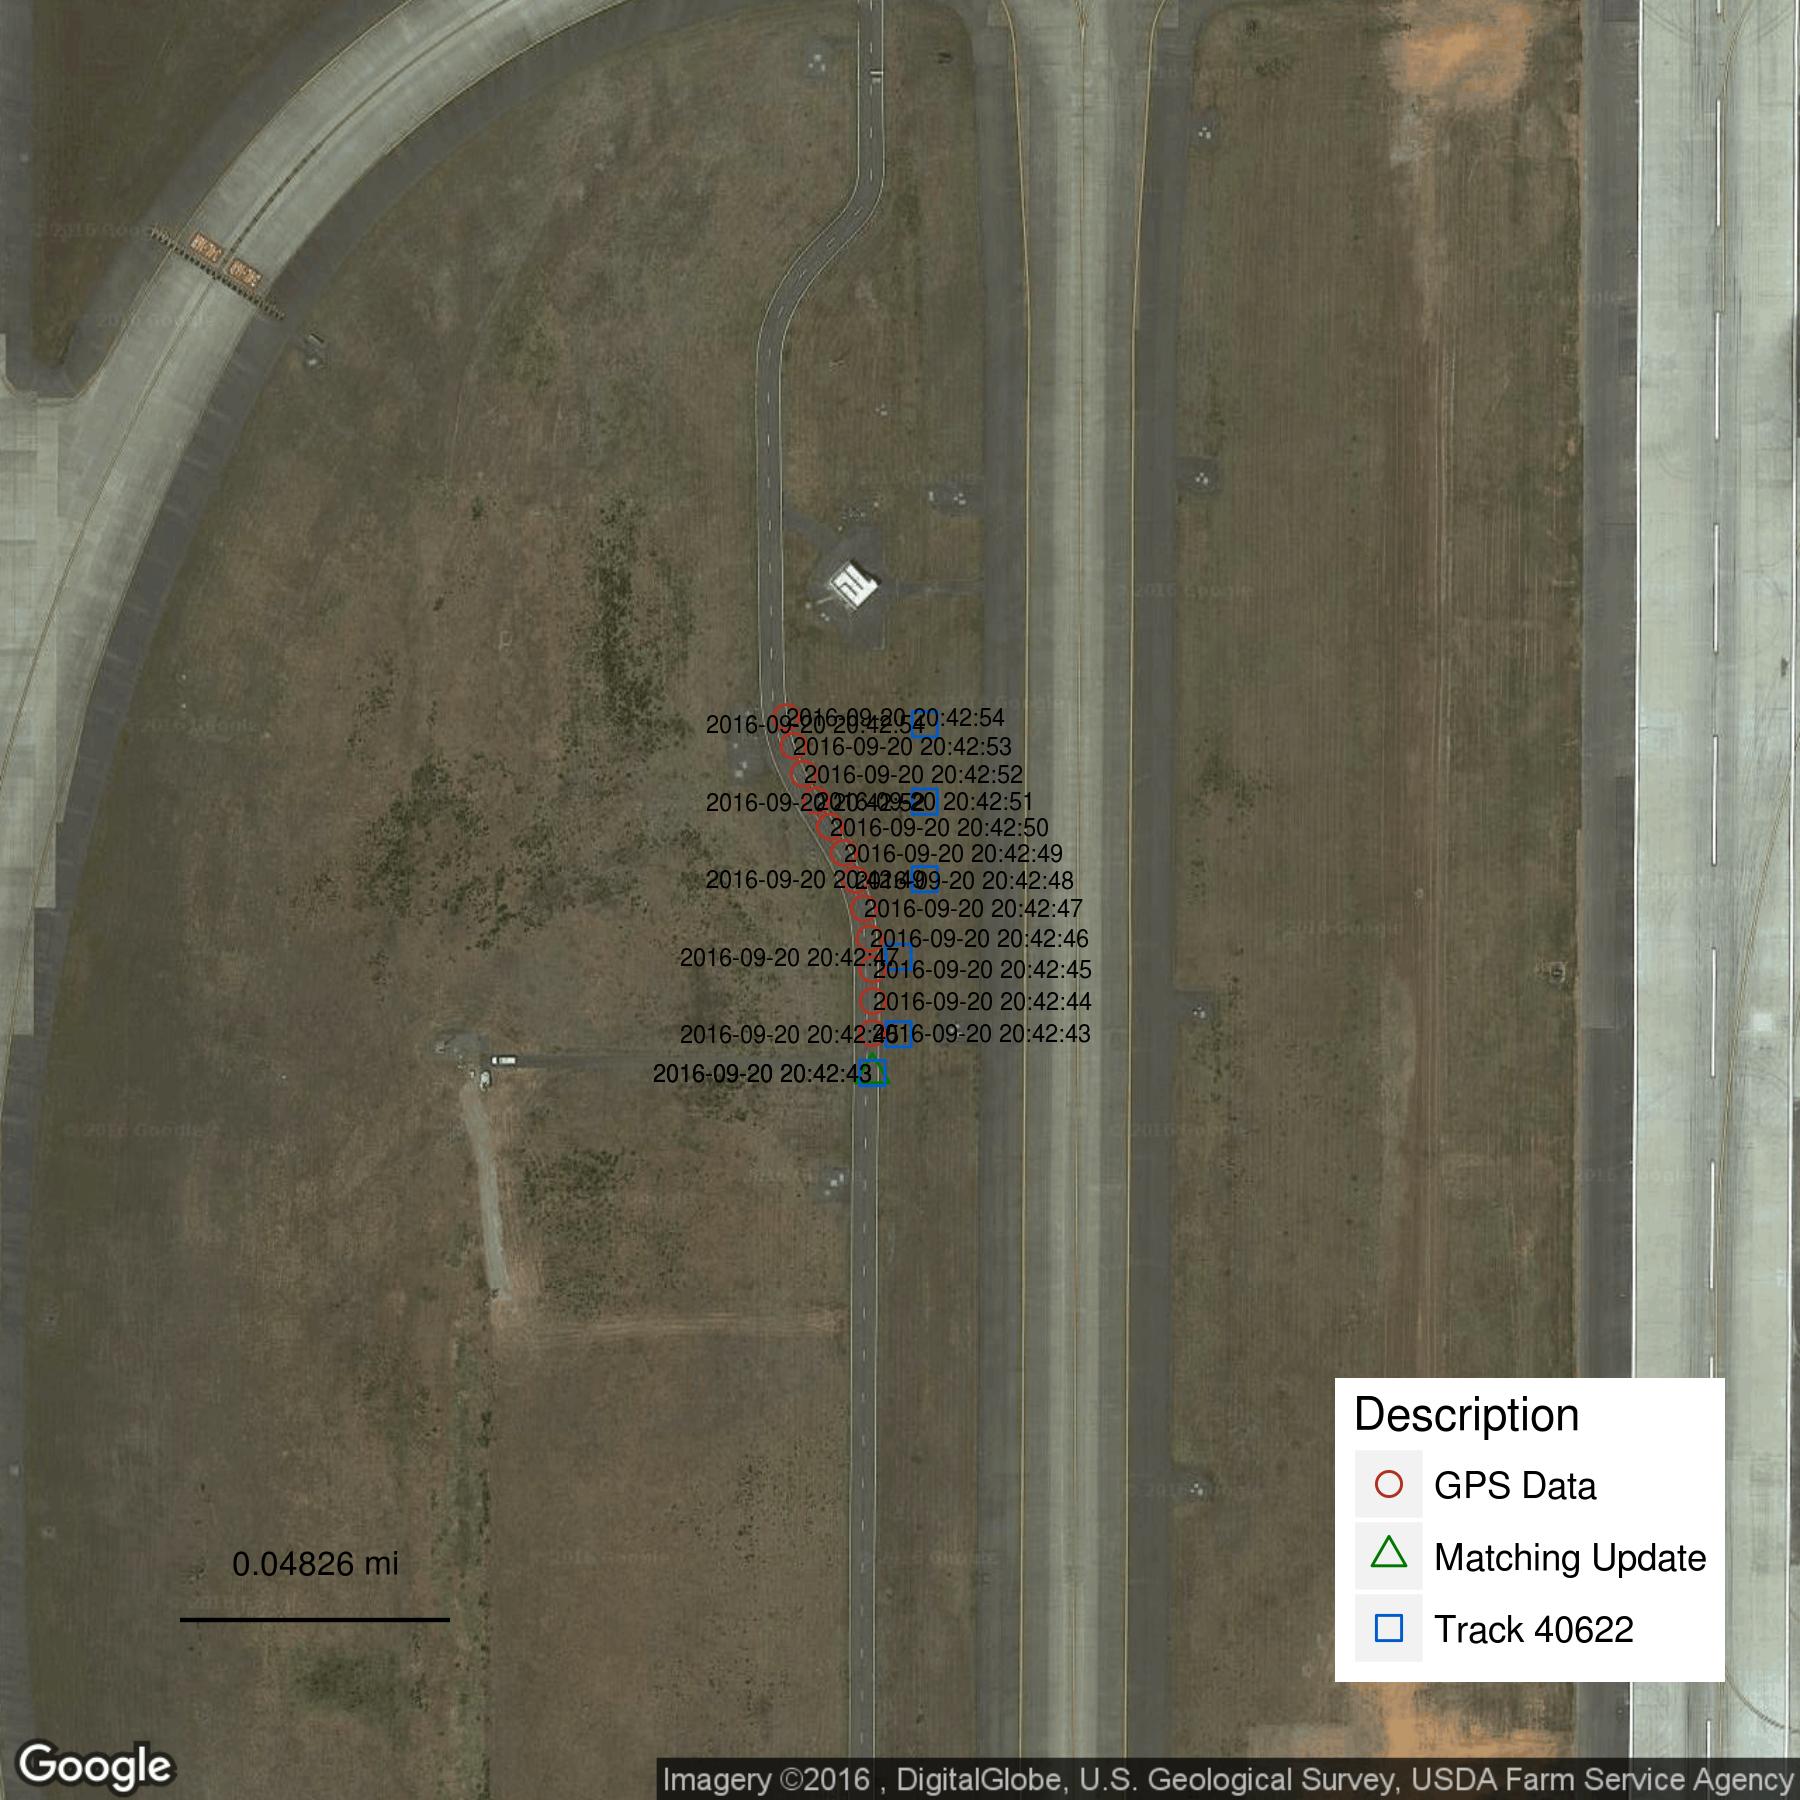 2016-09-20 20:42:54
2016-09-20 20:42:54
2016-09-20 20:42:53
2016-09-20 20:42:52
2016-09-20 20:42:52
2016-09-20 20:42:51
2016-09-20 20:42:50
2016-09-20 20:42:49
2016-09-20 20:42:49
2016-09-20 20:42:48
2016-09-20 20:42:47
2016-09-20 20:42:46
2016-09-20 20:42:47
2016-09-20 20:42:45
2016-09-20 20:42:44
2016-09-20 20:42:45
2016-09-20 20:42:43
2016-09-20 20:42:43
Description
GPS Data
Matching Update
Track 40622
0.04826 mi
Google
Imagery ©2016 , DigitalGlobe, U.S. Geological Survey, USDA Farm Service Agency